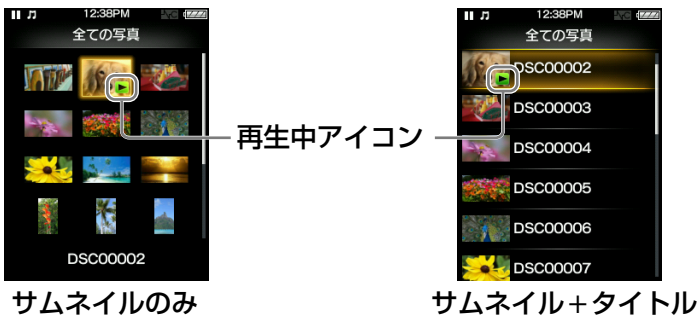 12:38PM
全ての写真
DSC00002
サムネイルのみ
再生中アイコン
12:38PM
全ての写真
DSC00002
DSC00003
DSC00004
DSC00005
DSC00006
DSC00007
サムネイル＋タイトル